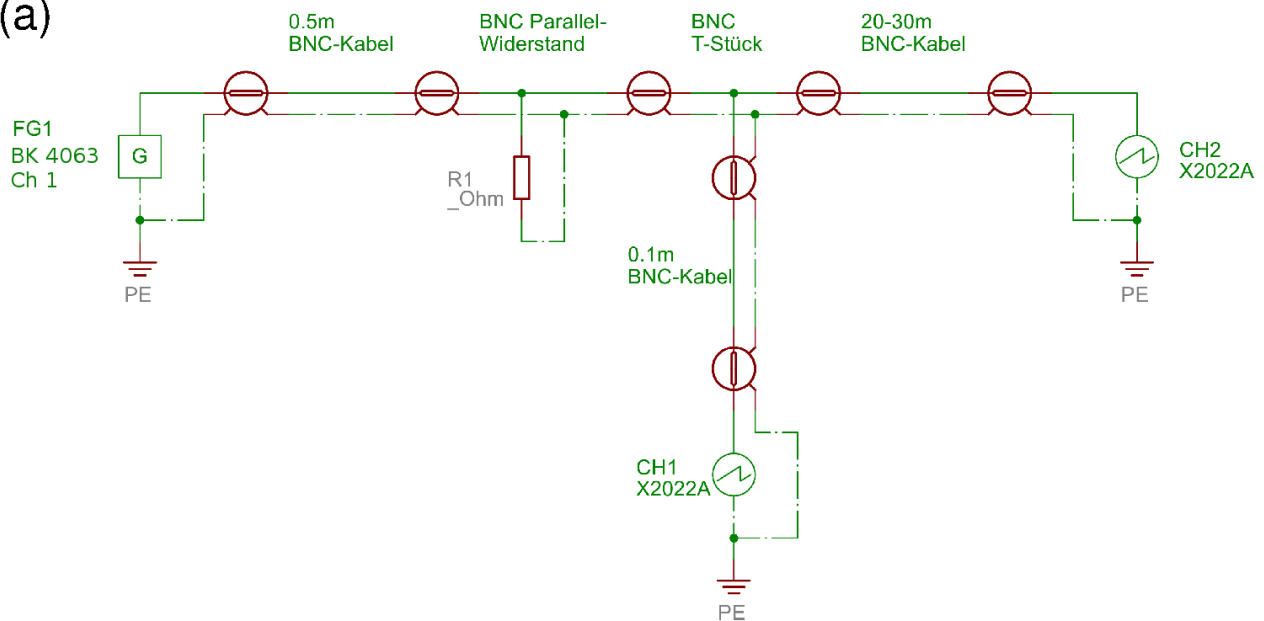 (a)
0.5m
BNC-Kabel
BNC Parallel-
Widerstand
BNC
T-Stück
20-30m
BNC-Kabel
FG1
BK 4063
Ch 1
G
R1
_Ohm
CH2
X2022A
0.1m
BNC-Kabel
PE
PE
CH1
X2022A
PE